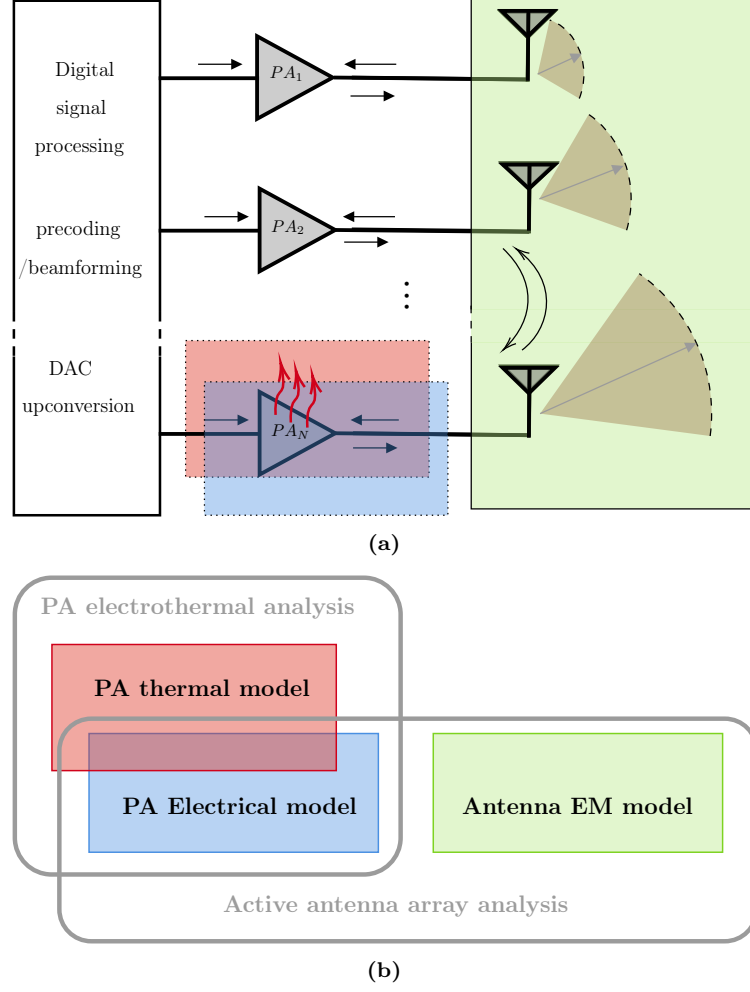 Digital
signal
processing
precoding
/beamforming
DAC
upconversion
PA₁
PA₂
⋮
PA_N
(a)
PA electrothermal analysis
PA thermal model
PA Electrical model
Antenna EM model
Active antenna array analysis
(b)